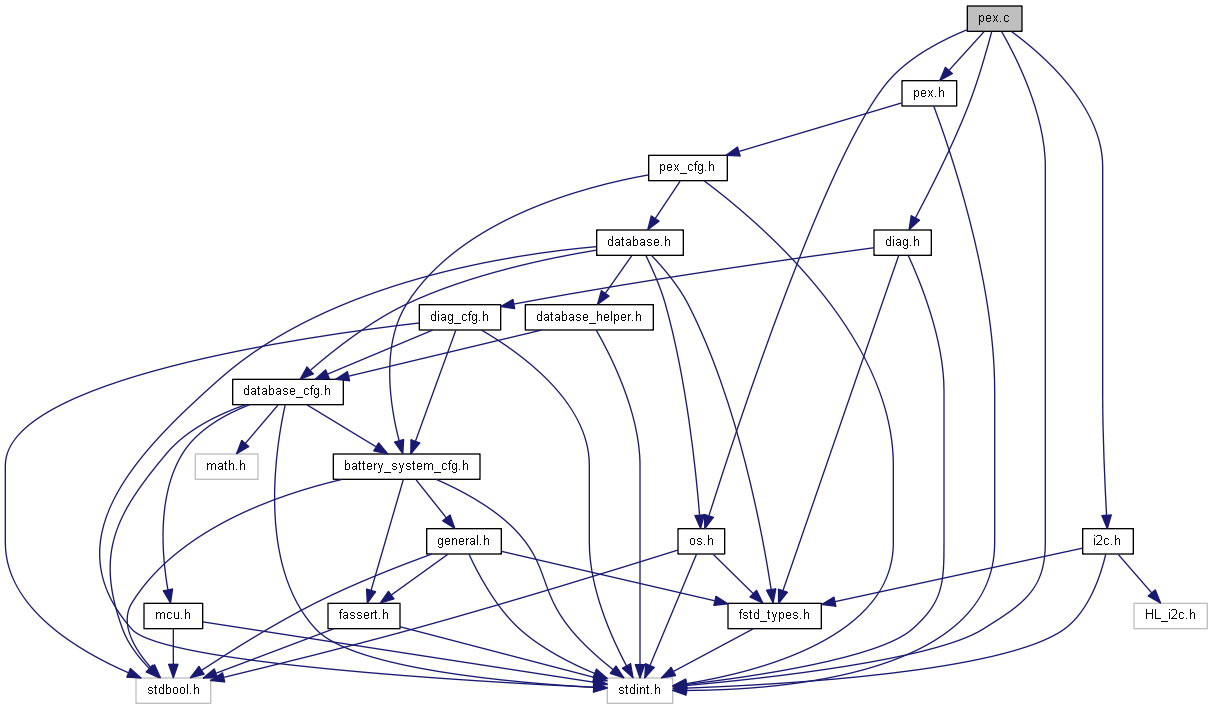 pex.c
pex.h
pex_cfg.h
database.h
diag.h
diag_cfg.h
database_helper.h
database_cfg.h
math.h
battery_system_cfg.h
general.h
os.h
i2c.h
mcu.h
fassert.h
fstd_types.h
HL_i2c.h
stdbool.h
stdint.h